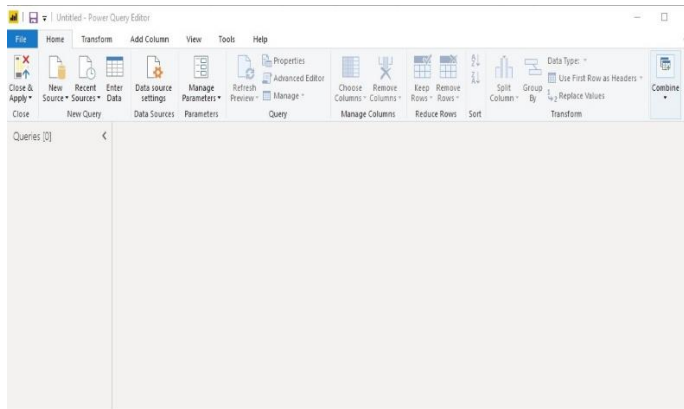 Untitled - Power Query Editor
File Home Transform Add Column View Tools Help
Close & Apply
New Source
Recent Sources
Enter Data
Data source settings
Manage Parameters
Refresh Preview
Properties
Advanced Editor
Manage
Choose Columns
Remove Columns
Keep Rows
Remove Rows
Split Column
Group By
Data Type:
Use First Row as Headers
Replace Values
Combine
Close New Query Data Sources Parameters Query Manage Columns Reduce Rows Sort Transform
Queries [0]